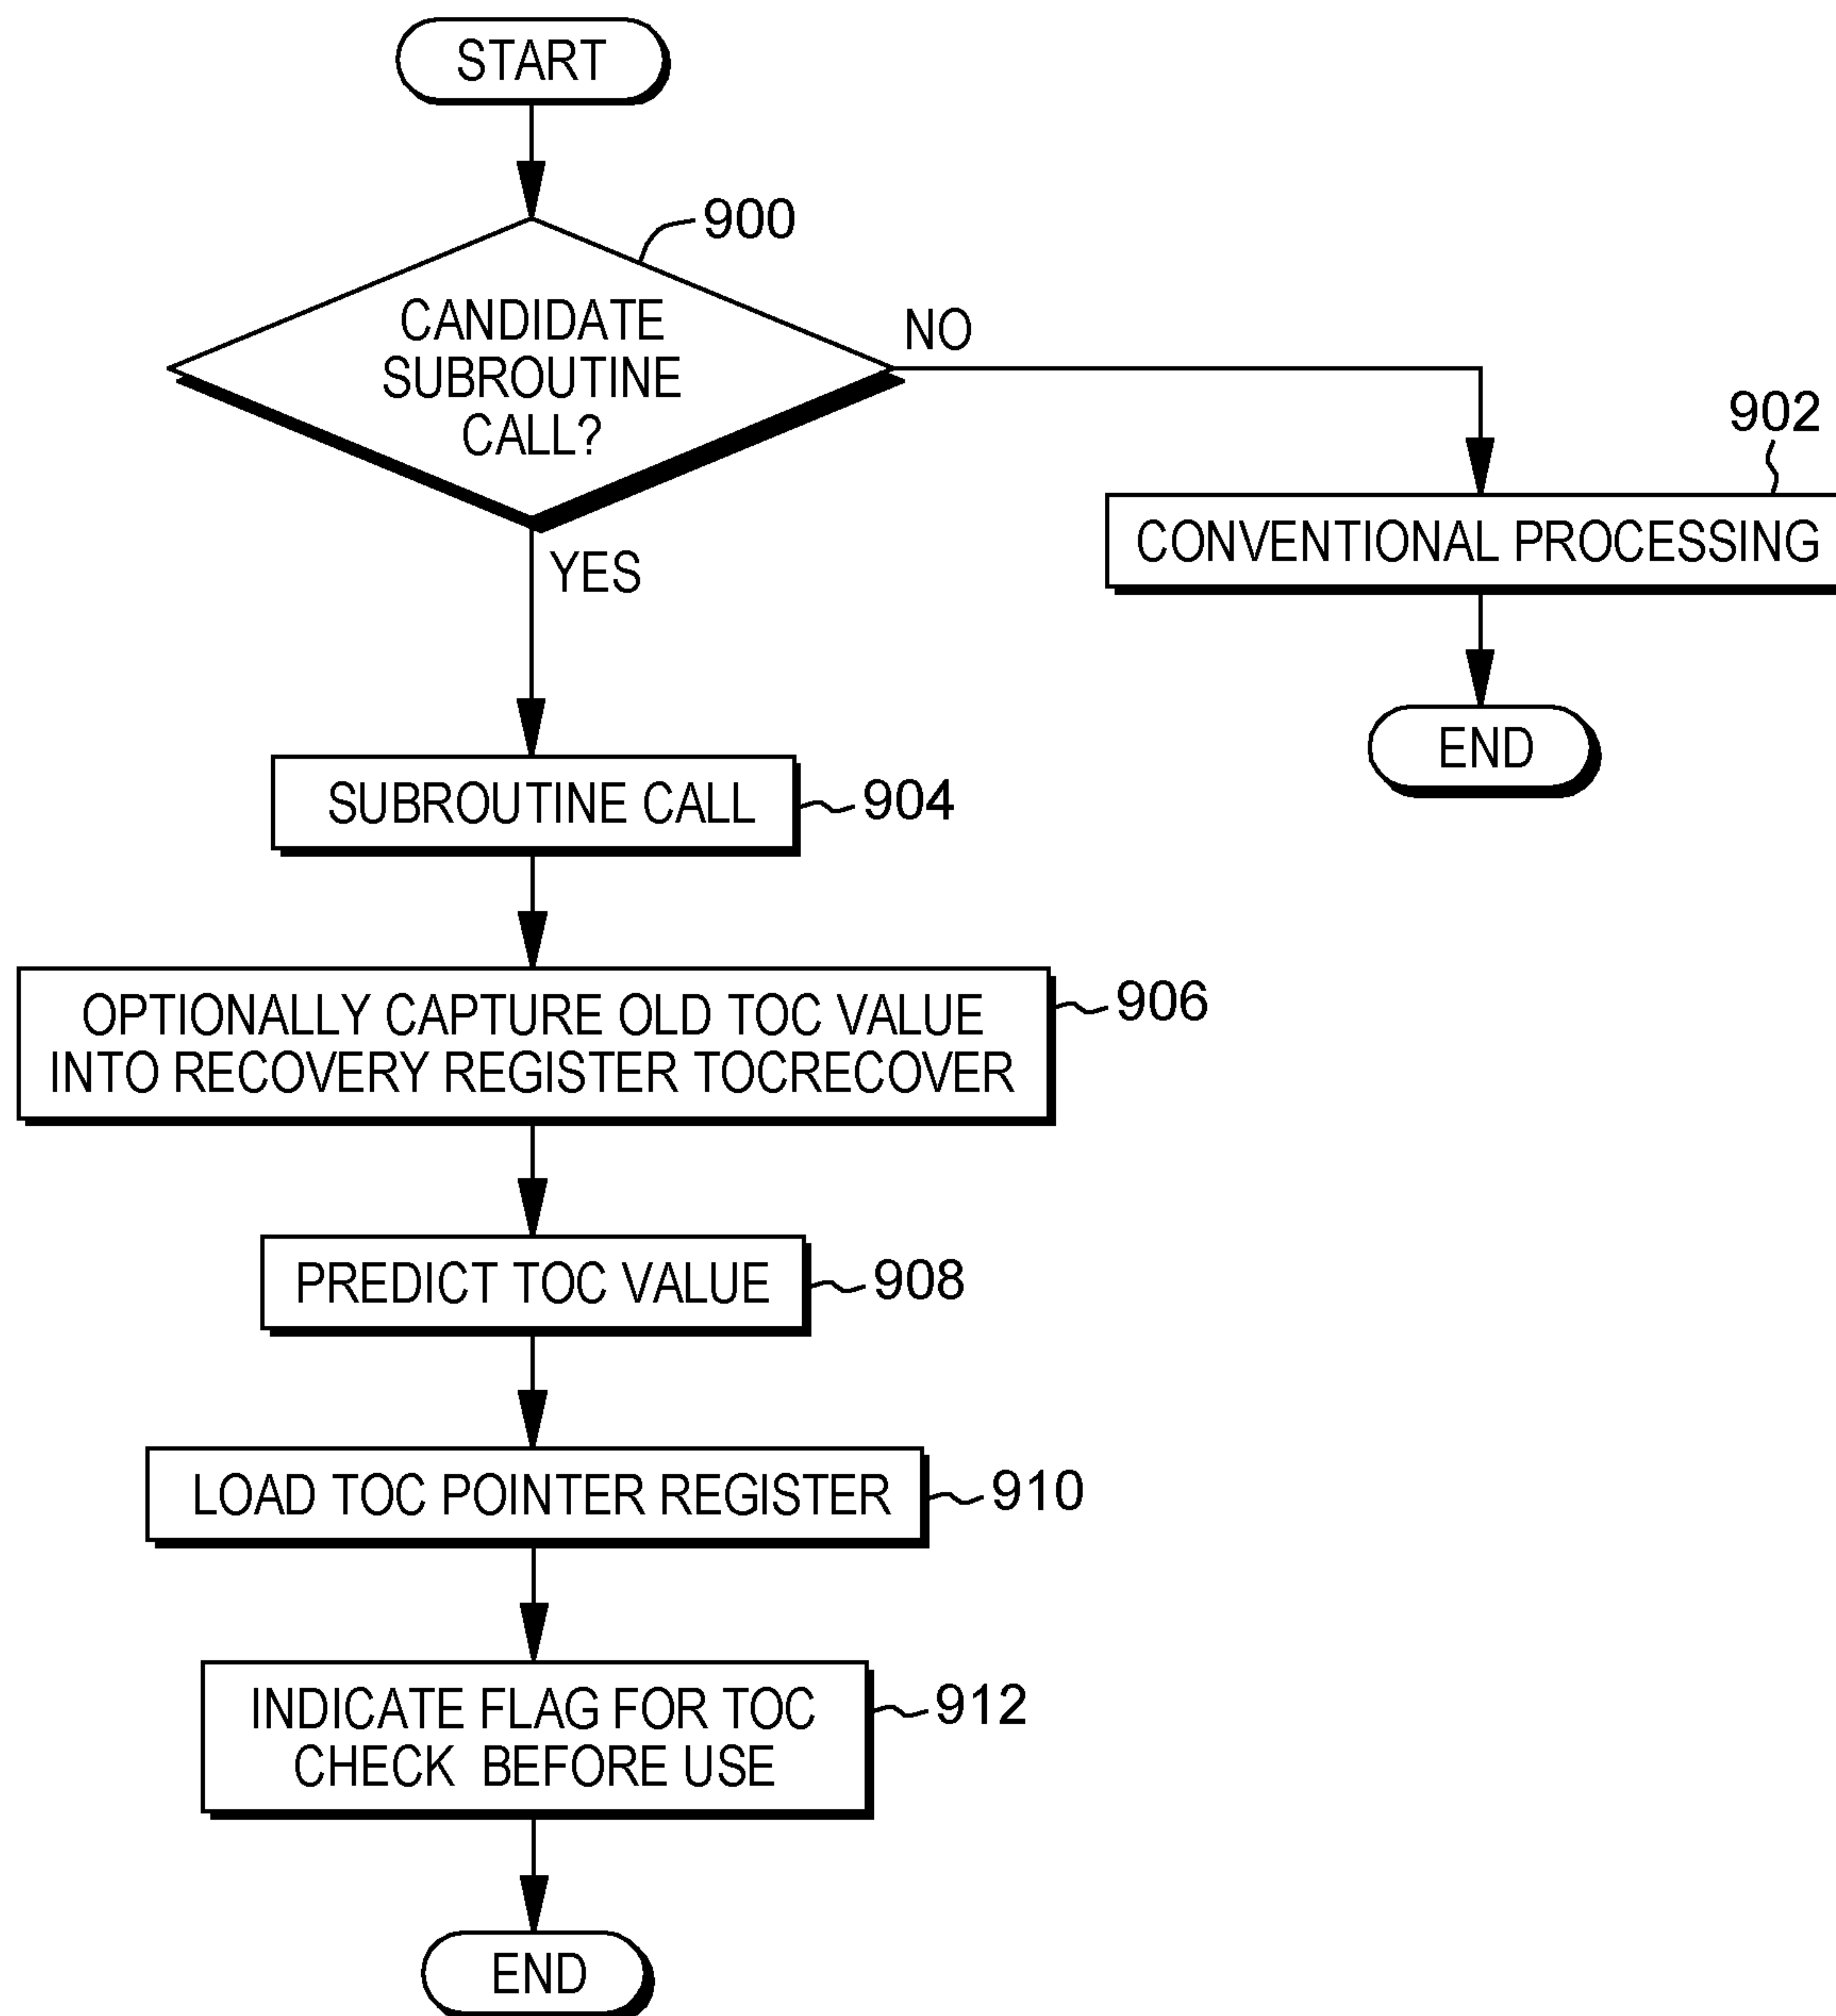 START
900
CANDIDATE
SUBROUTINE
CALL?
NO
902
CONVENTIONAL PROCESSING
END
YES
SUBROUTINE CALL
904
OPTIONALLY CAPTURE OLD TOC VALUE
INTO RECOVERY REGISTER TOCRECOVER
906
PREDICT TOC VALUE
908
LOAD TOC POINTER REGISTER
910
INDICATE FLAG FOR TOC
CHECK BEFORE USE
912
END